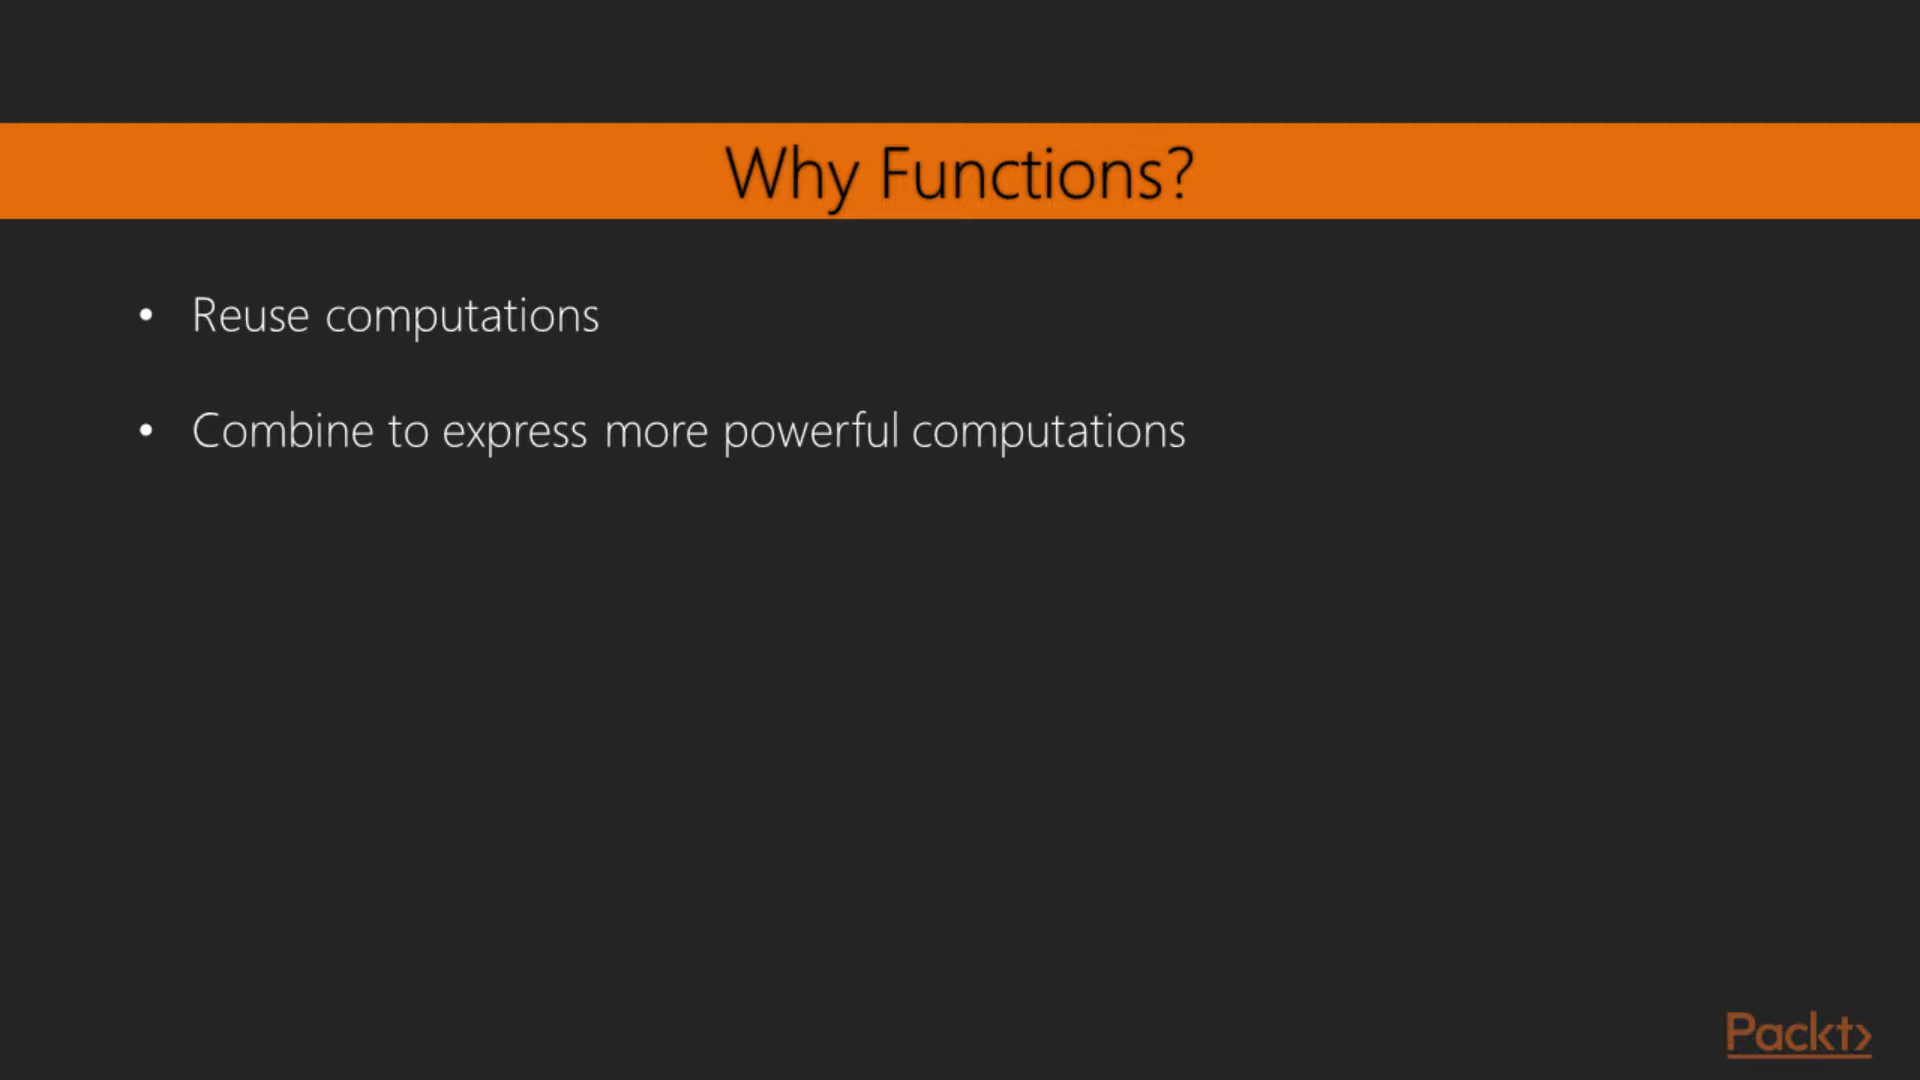 Why Functions?
• Reuse computations
• Combine to express more powerful computations
Packt>